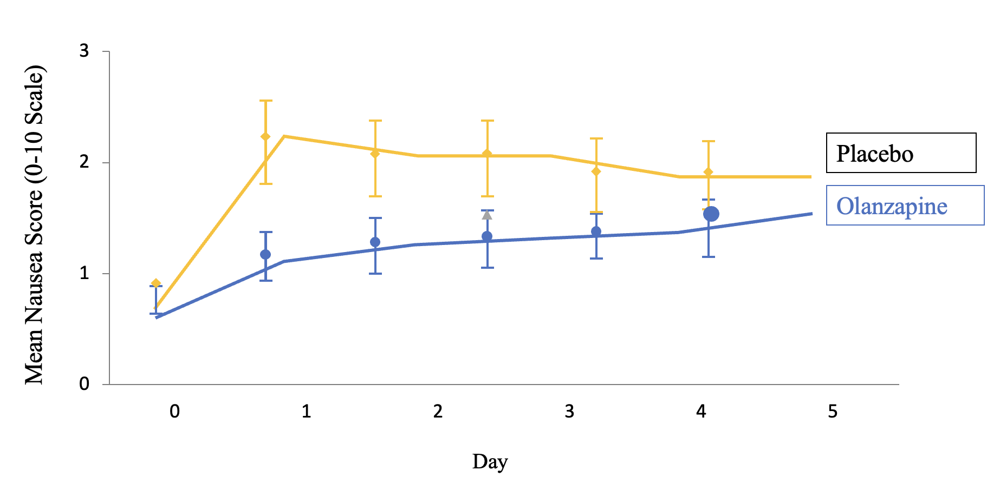 Mean Nausea Score (0-10 Scale)
3
2
1
0
Placebo
Olanzapine
0 1 2 3 4 5
Day